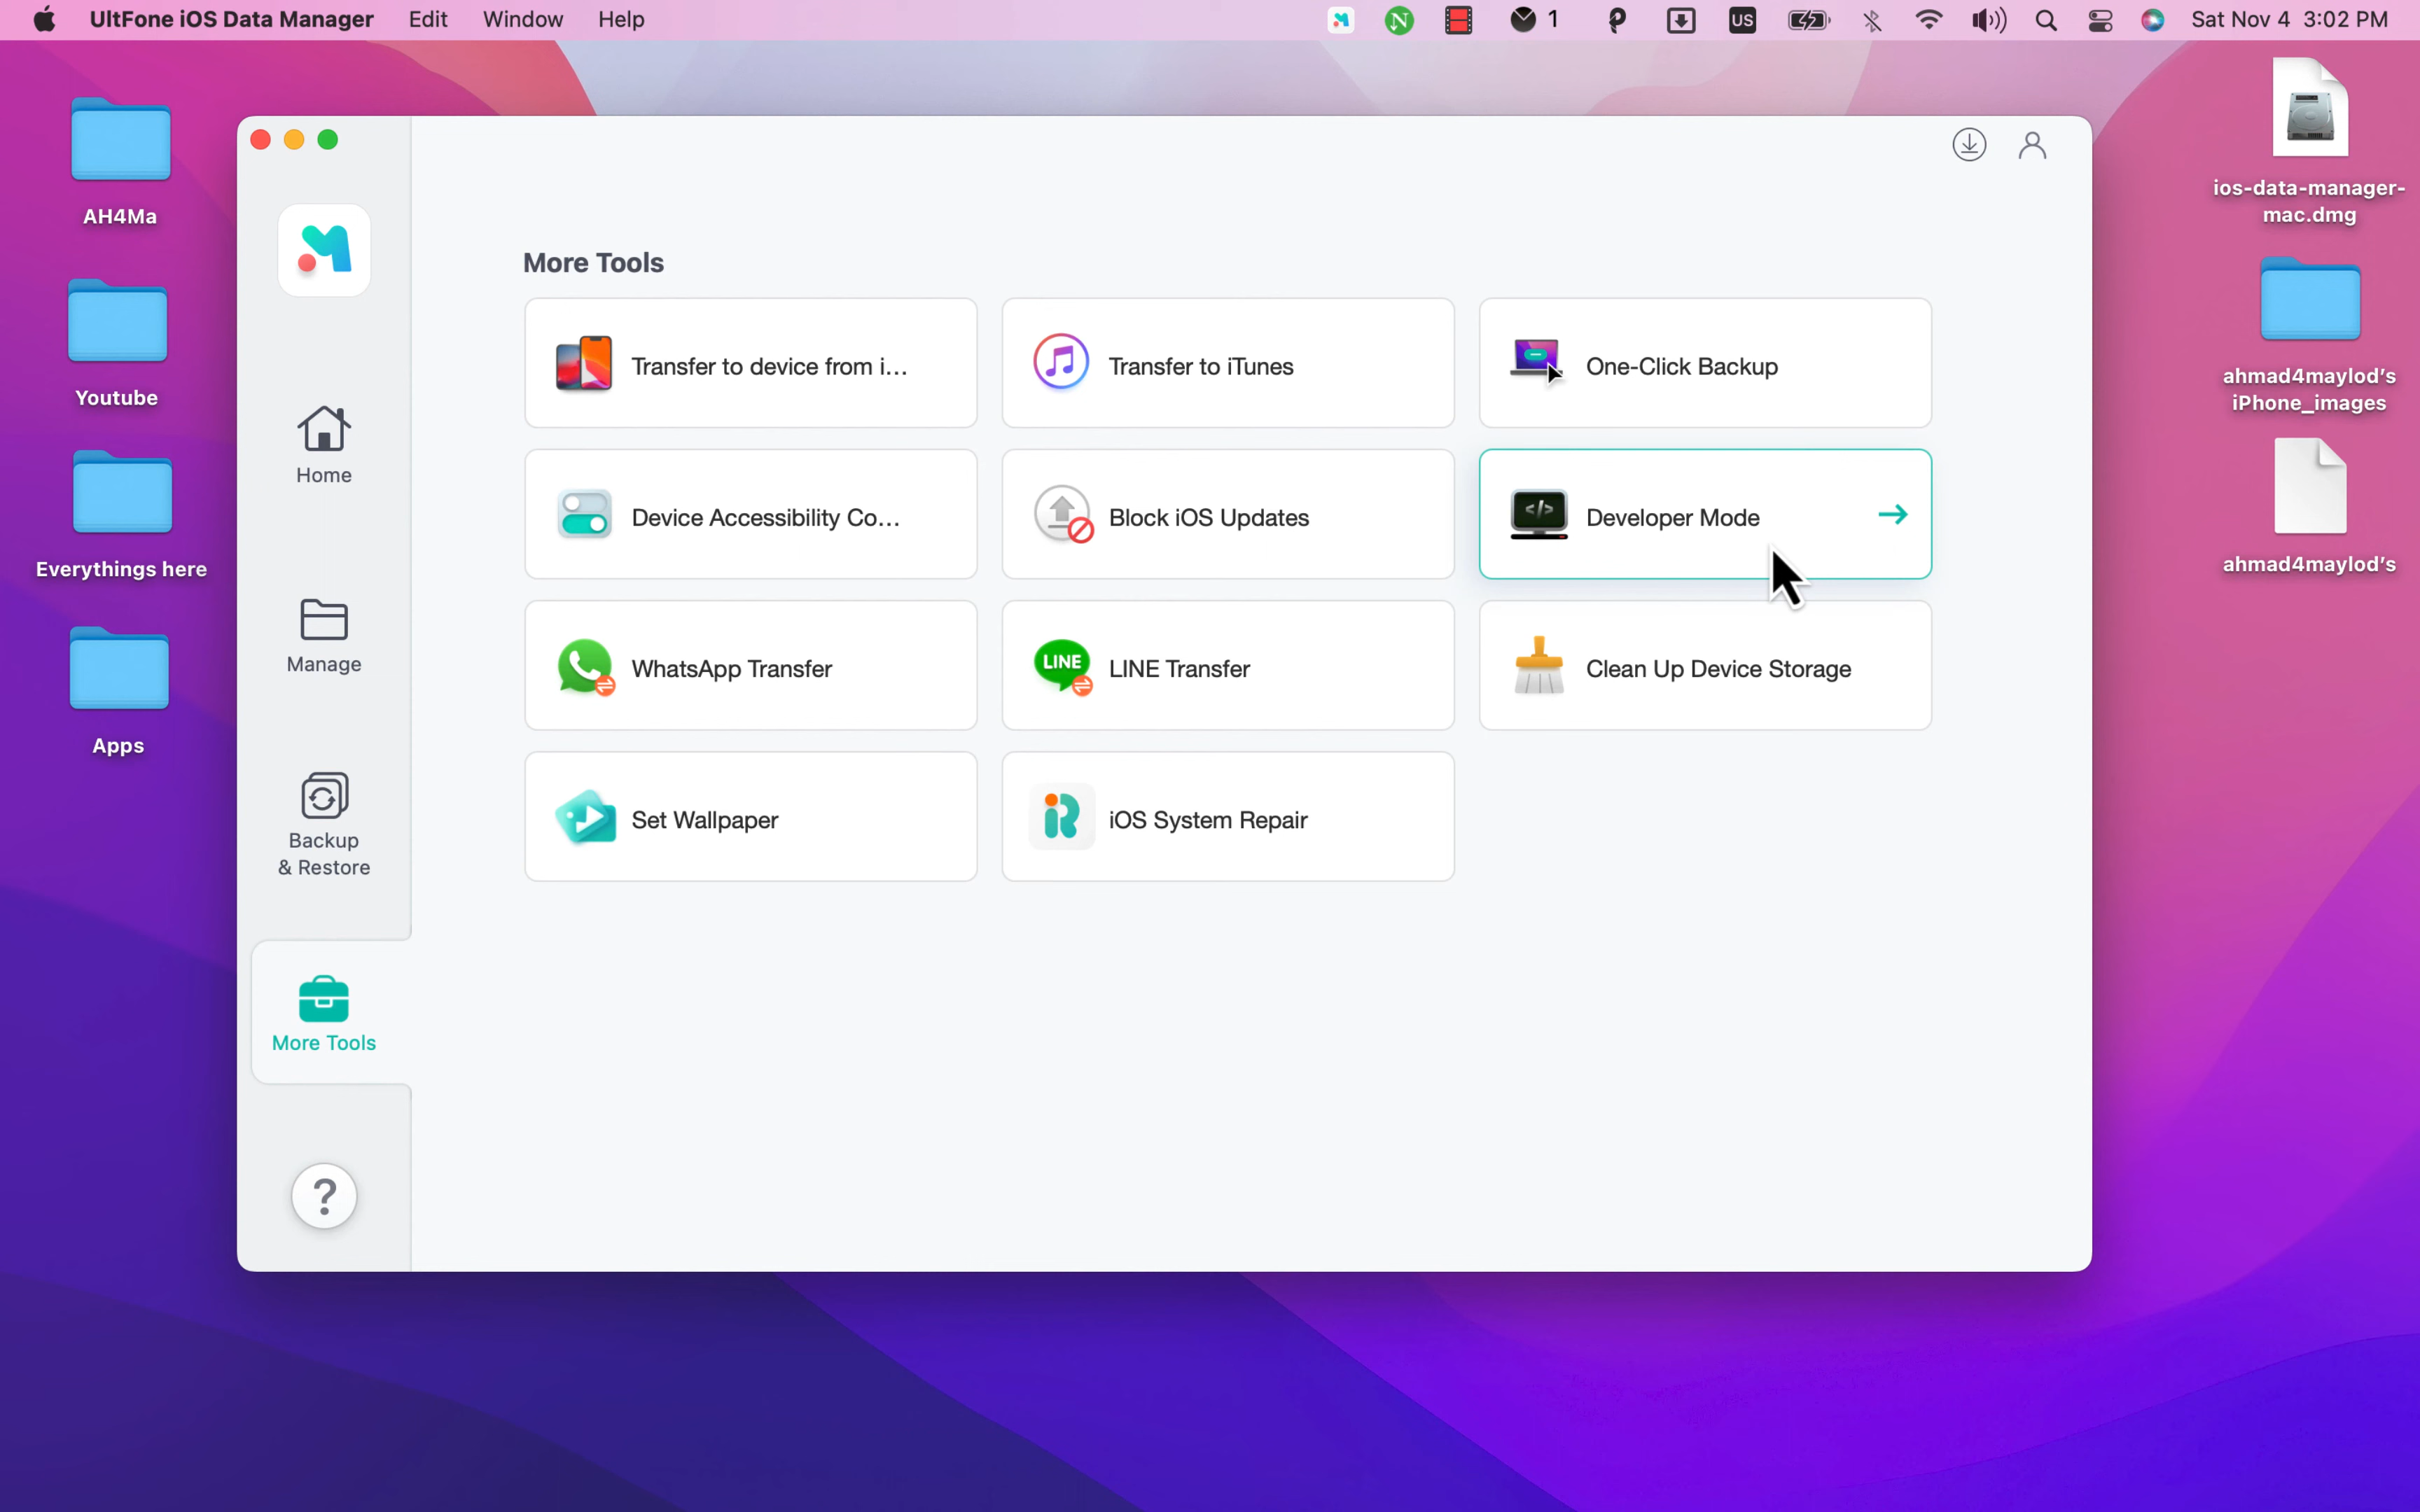 UltFone iOS Data Manager Edit Window Help 1 US Sat Nov 4 3:02 PM
AH4Ma
Youtube
Everythings here
Apps
Home
Manage
Backup
& Restore
More Tools
?
More Tools
Transfer to device from i...
Transfer to iTunes
One-Click Backup
Device Accessibility Co...
Block iOS Updates
</>
Developer Mode
WhatsApp Transfer
LINE
LINE Transfer
Clean Up Device Storage
Set Wallpaper
iOS System Repair
ios-data-manager-
mac.dmg
ahmad4maylod's
iPhone_images
ahmad4maylod's